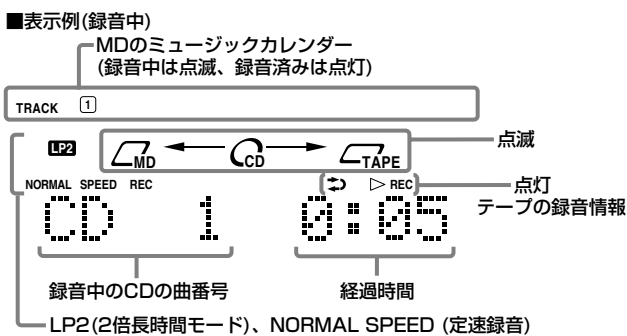 ■表示例(録音中)
MDのミュージックカレンダー
(録音中は点滅、録音済みは点灯)
TRACK 1
LP2 MD CD TAPE 点滅
NORMAL SPEED REC REC 点灯
テープの録音情報
CD 1 0:05
録音中のCDの曲番号 経過時間
LP2(2倍長時間モード)、NORMAL SPEED (定速録音)